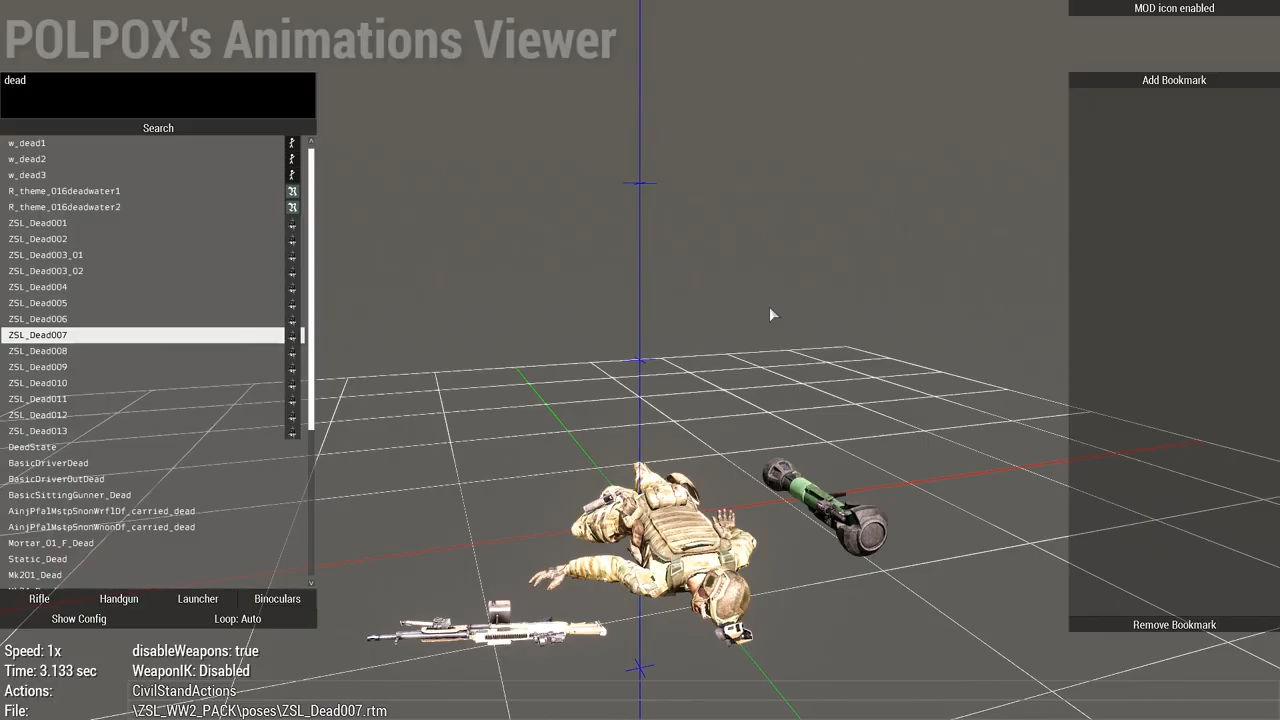 MOD icon enabled
POLPOX's Animations Viewer
dead
Search
Add Bookmark
w_dead1
w_dead2
w_dead3
R_theme_016deadwater1
R_theme_016deadwater2
ZSL_Dead001
ZSL_Dead002
ZSL_Dead003_01
ZSL_Dead003_02
ZSL_Dead004
ZSL_Dead005
ZSL_Dead006
ZSL_Dead007
ZSL_Dead008
ZSL_Dead009
ZSL_Dead010
ZSL_Dead011
ZSL_Dead012
ZSL_Dead013
DeadState
BasicDriverDead
BasicDriverOutDead
BasicSittingGunner_Dead
AinjPfalMstpSnonWrflDf_carried_dead
AinjPfalMstpSnonWnonDf_carried_dead
Mortar_01_F_Dead
Static_Dead
Mk201_Dead
Rifle Handgun Launcher Binoculars
Show Config Loop: Auto
Remove Bookmark
Speed: 1x disableWeapons: true
Time: 3.133 sec WeaponIK: Disabled
Actions: CivilStandActions
File: \ZSL_WW2_PACK\poses\ZSL_Dead007.rtm